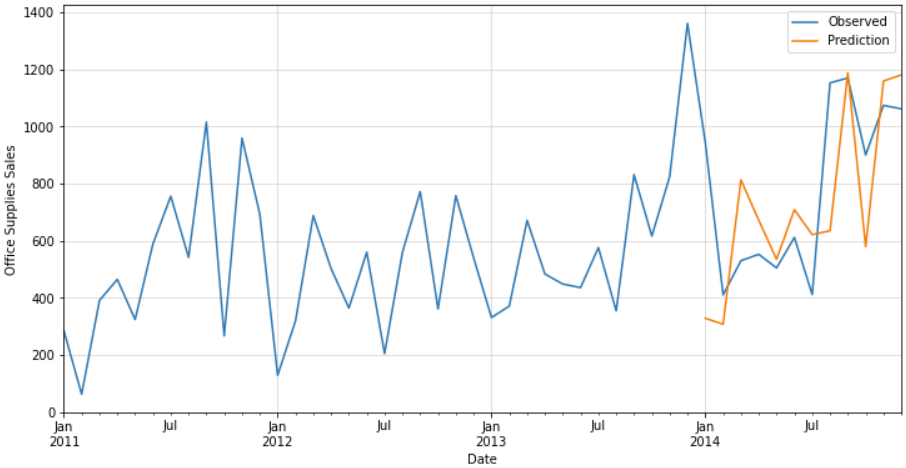 1400
1200
1000
800
600
400
200
0
Office Supplies Sales
Observed
Prediction
Jan
2011
Jul
Jan
2012
Jul
Jan
2013
Jul
Jan
2014
Jul
Date